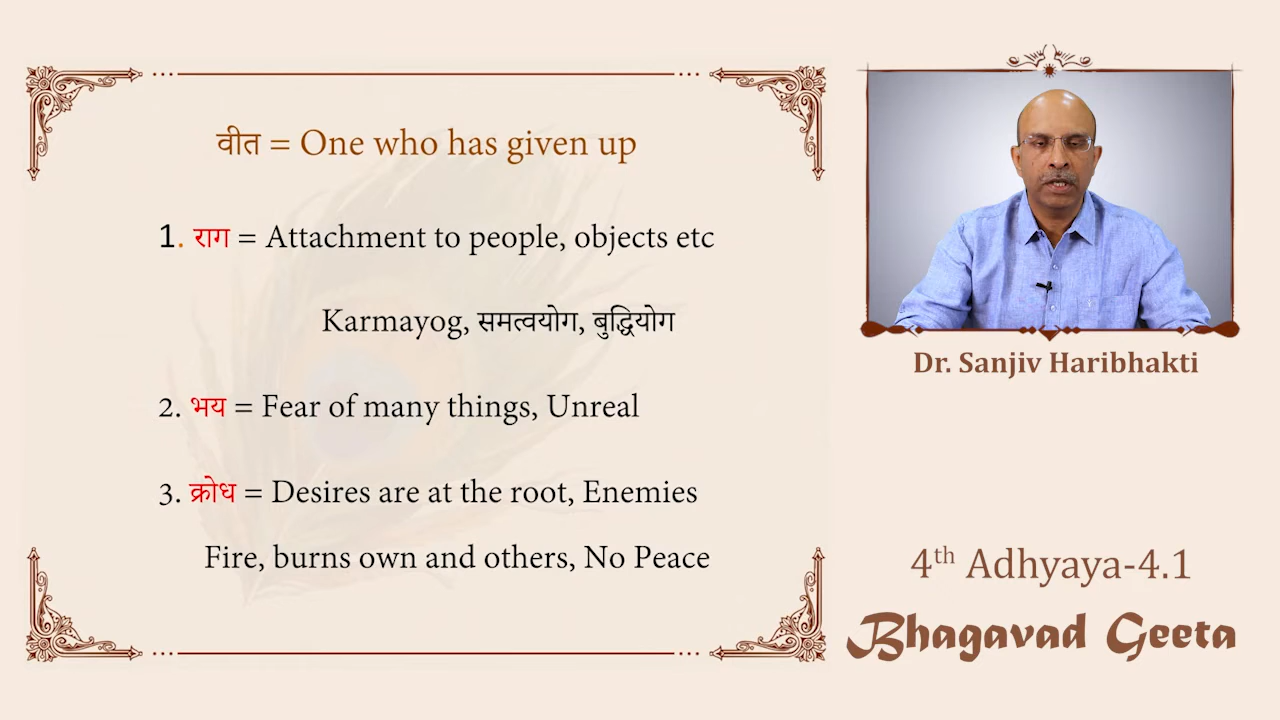 वीत = One who has given up
1. राग = Attachment to people, objects etc
Karmayog, समत्वयोग, बुद्धियोग
2. भय = Fear of many things, Unreal
3. क्रोध = Desires are at the root, Enemies
Fire, burns own and others, No Peace
Dr. Sanjiv Haribhakti
4th Adhyaya-4.1
Bhagavad Geeta